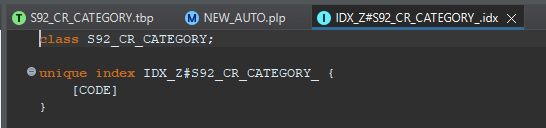 S92_CR_CATEGORY.tbp NEW_AUTO.plp IDX_Z#S92_CR_CATEGORY_.idx
class S92_CR_CATEGORY;
unique index IDX_Z#S92_CR_CATEGORY_ {
[CODE]
}